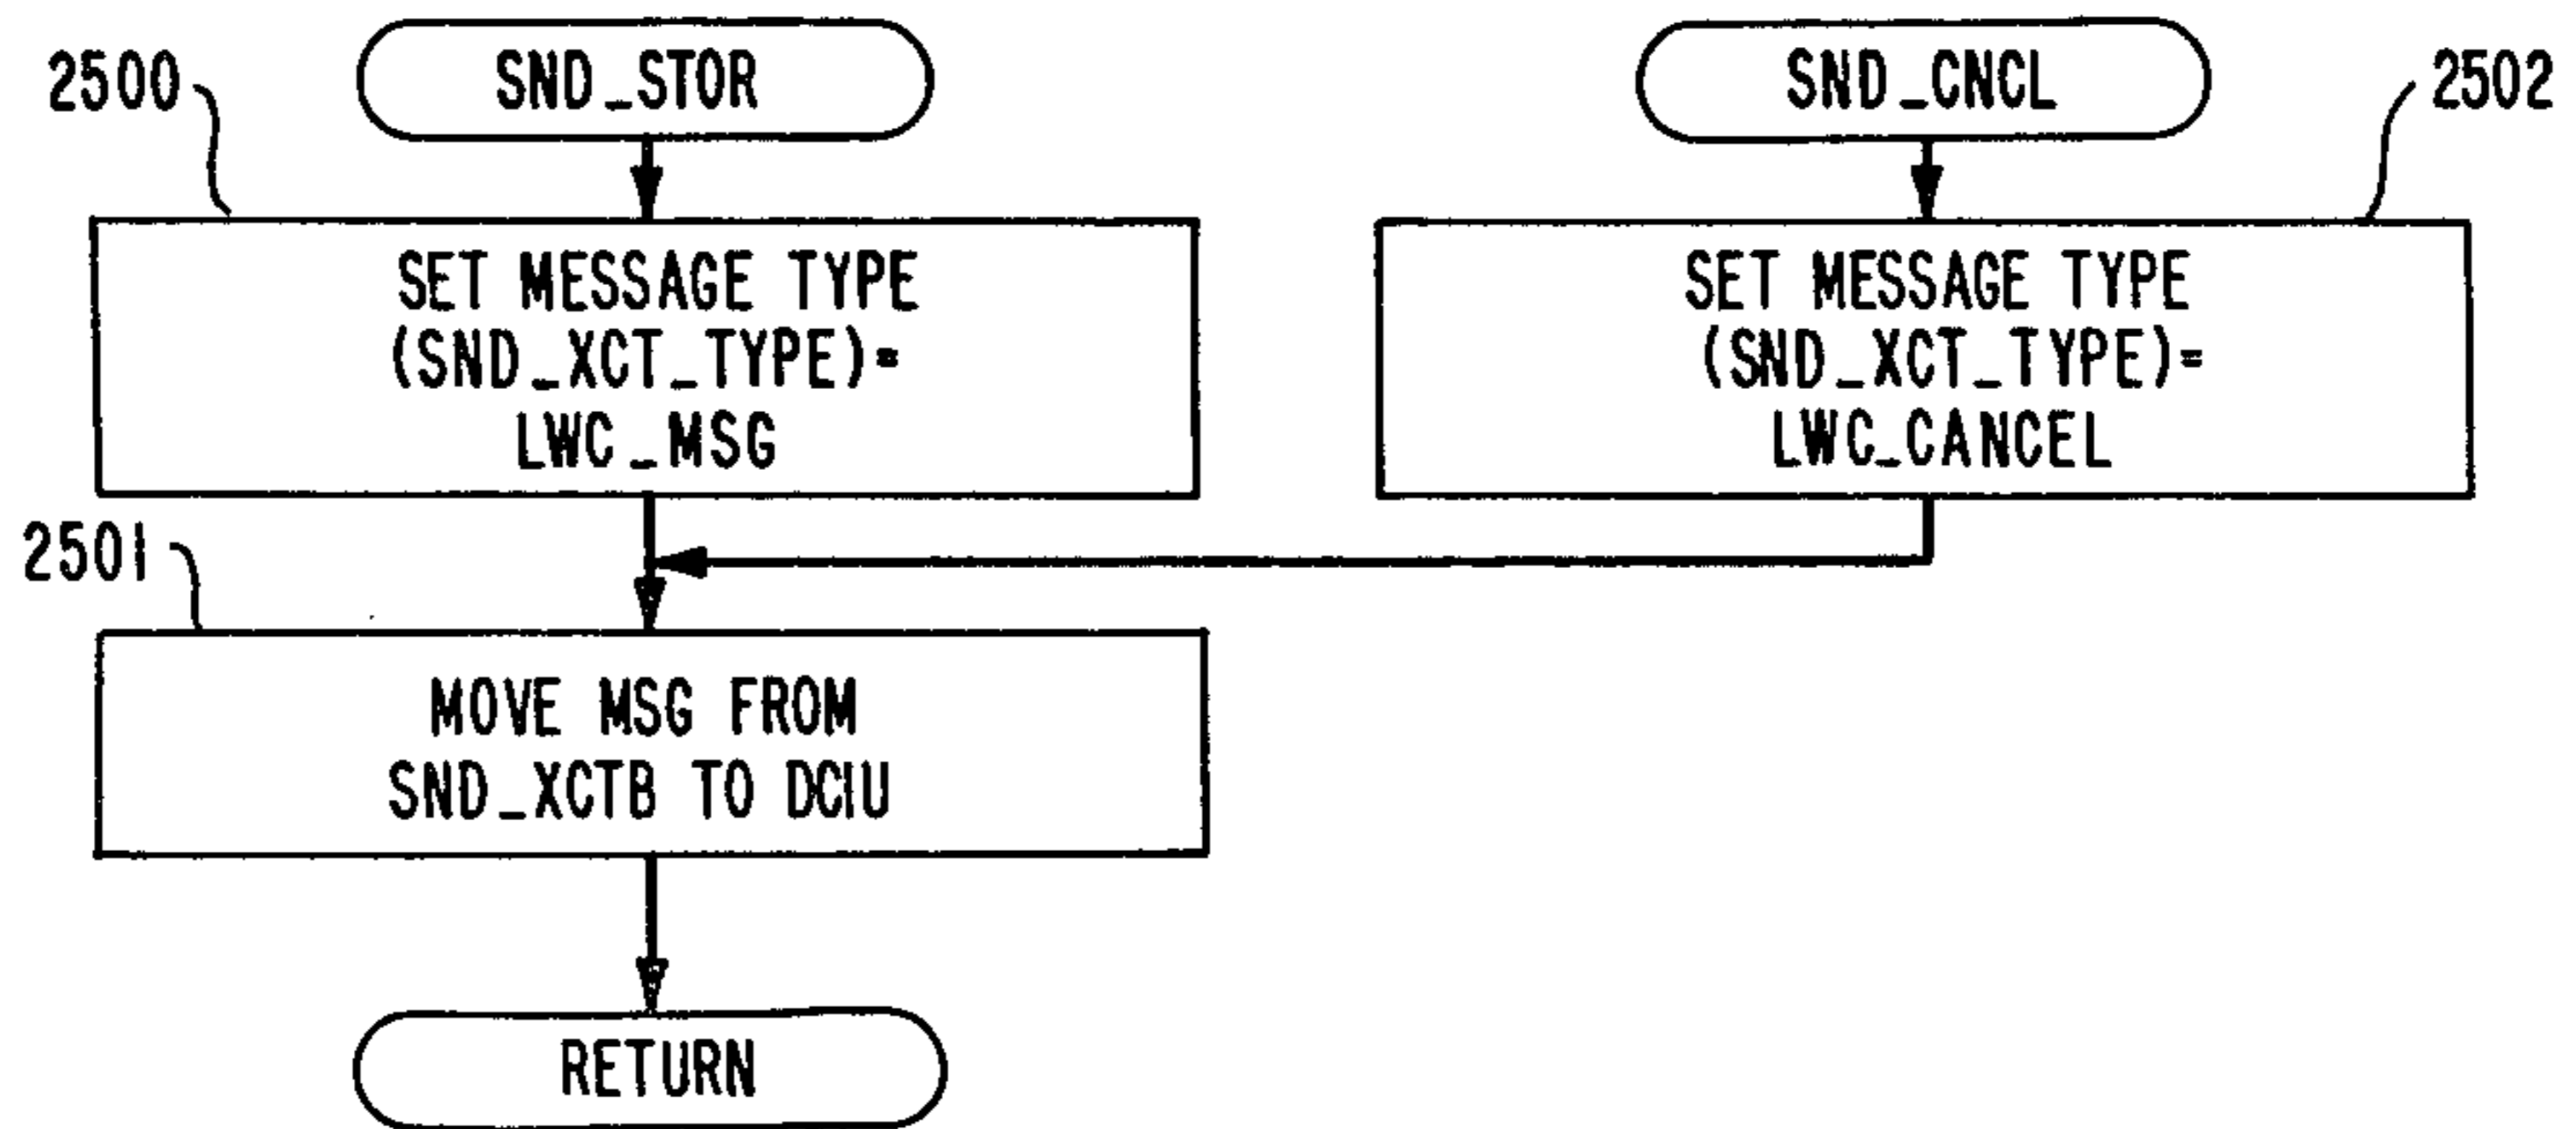 2500
SND_STOR
SND_CNCL
2502
SET MESSAGE TYPE
(SND_XCT_TYPE)=
LWC_MSG
SET MESSAGE TYPE
(SND_XCT_TYPE)=
LWC_CANCEL
2501
MOVE MSG FROM
SND_XCTB TO DCIU
RETURN